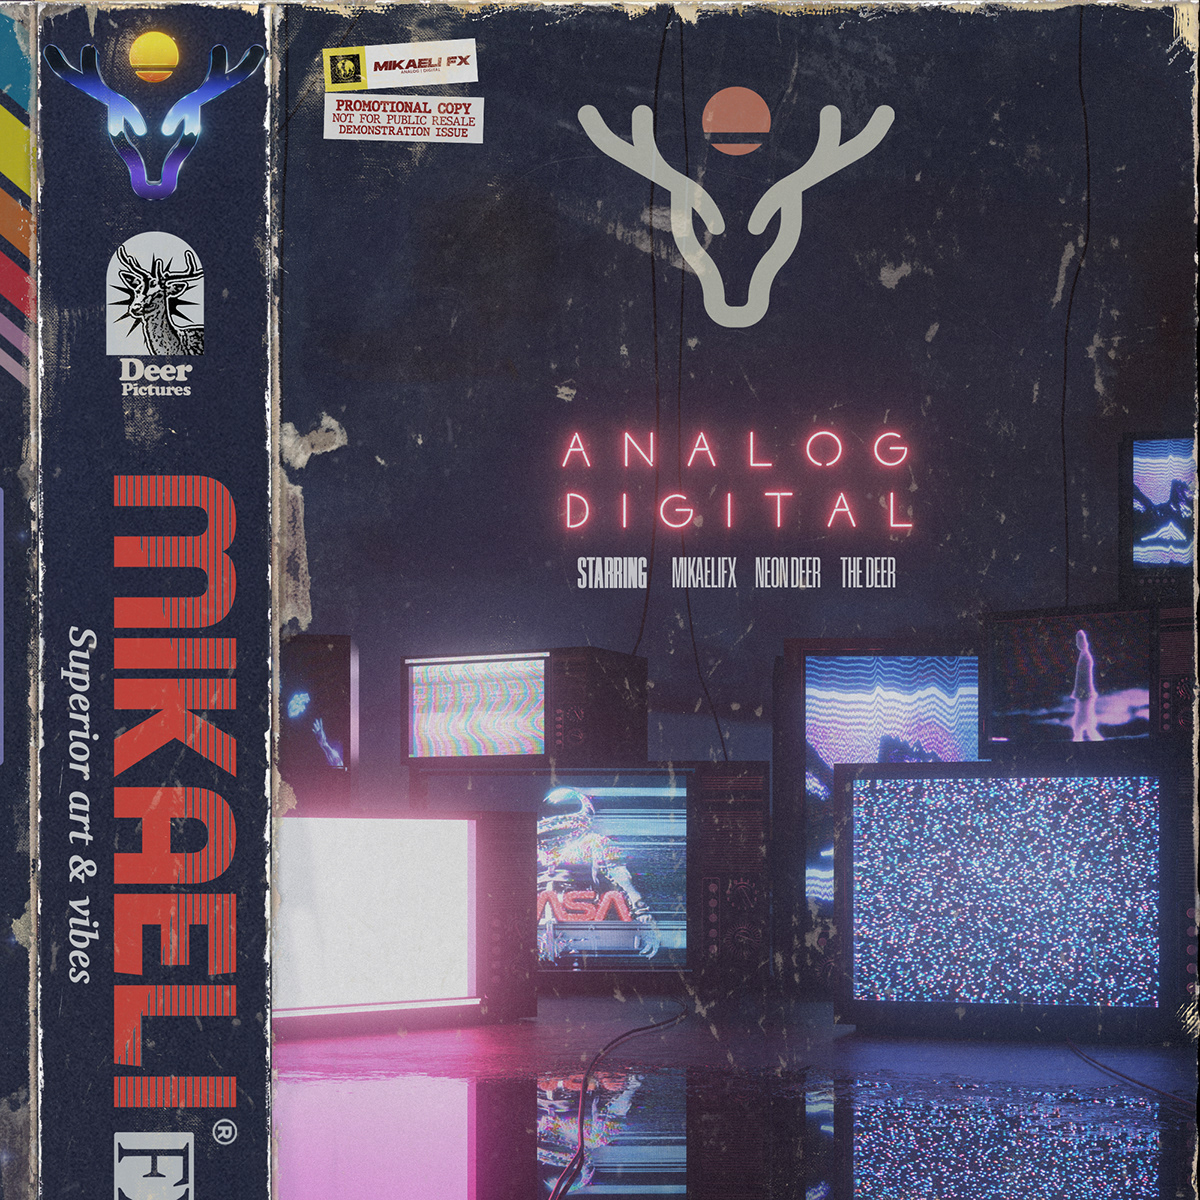 Deer
Pictures
MIKAELI®
Superior art & vibes
MIKAELI FX
ANALOG | DIGITAL
PROMOTIONAL COPY
NOT FOR PUBLIC RESALE
DEMONSTRATION ISSUE
ANALOG
DIGITAL
STARRING MIKAELIFX NEON DEER THE DEER